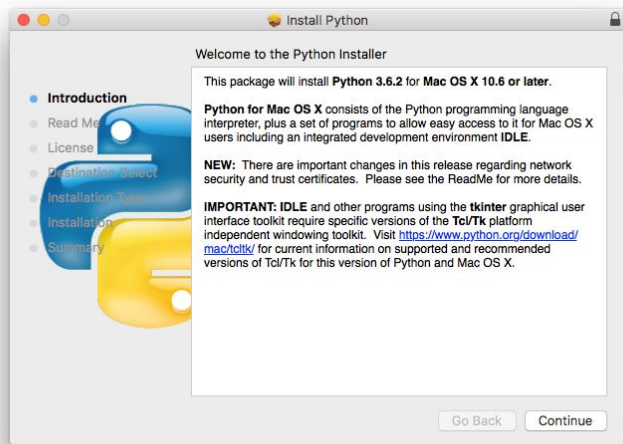 Install Python
Welcome to the Python Installer
Introduction
Read Me
License
Destination Select
Installation Type
Installation
Summary
This package will install Python 3.6.2 for Mac OS X 10.6 or later.
Python for Mac OS X consists of the Python programming language
interpreter, plus a set of programs to allow easy access to it for Mac OS X
users including an integrated development environment IDLE.
NEW:  There are important changes in this release regarding network
security and trust certificates.  Please see the ReadMe for more details.
IMPORTANT: IDLE and other programs using the tkinter graphical user
interface toolkit require specific versions of the Tcl/Tk platform
independent windowing toolkit.  Visit https://www.python.org/download/
mac/tcltk/ for current information on supported and recommended
versions of Tcl/Tk for this version of Python and Mac OS X.
Go Back
Continue